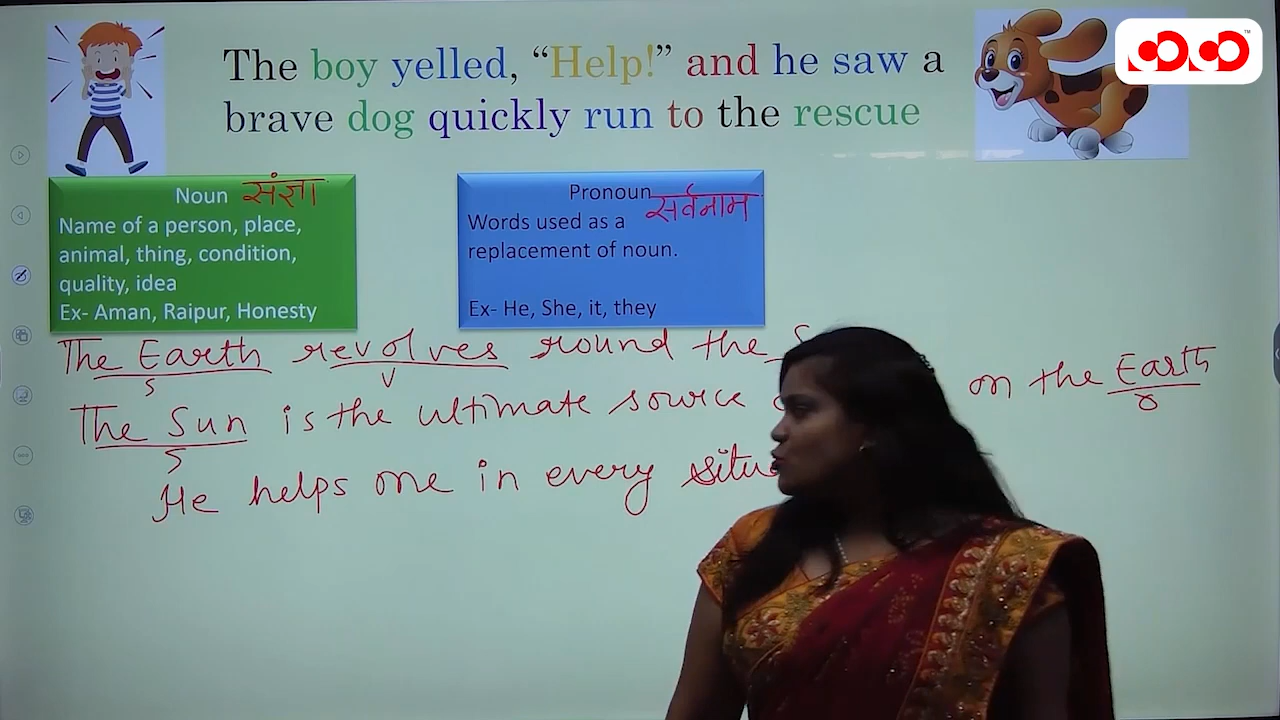 The boy yelled, “Help!” and he saw a
brave dog quickly run to the rescue
Noun संज्ञा
Name of a person, place,
animal, thing, condition,
quality, idea
Ex- Aman, Raipur, Honesty
Pronoun सर्वनाम
Words used as a
replacement of noun.
Ex- He, She, it, they
The Earth revolves round the
S V
The Sun is the ultimate source on the Earth
S o
He helps me in every